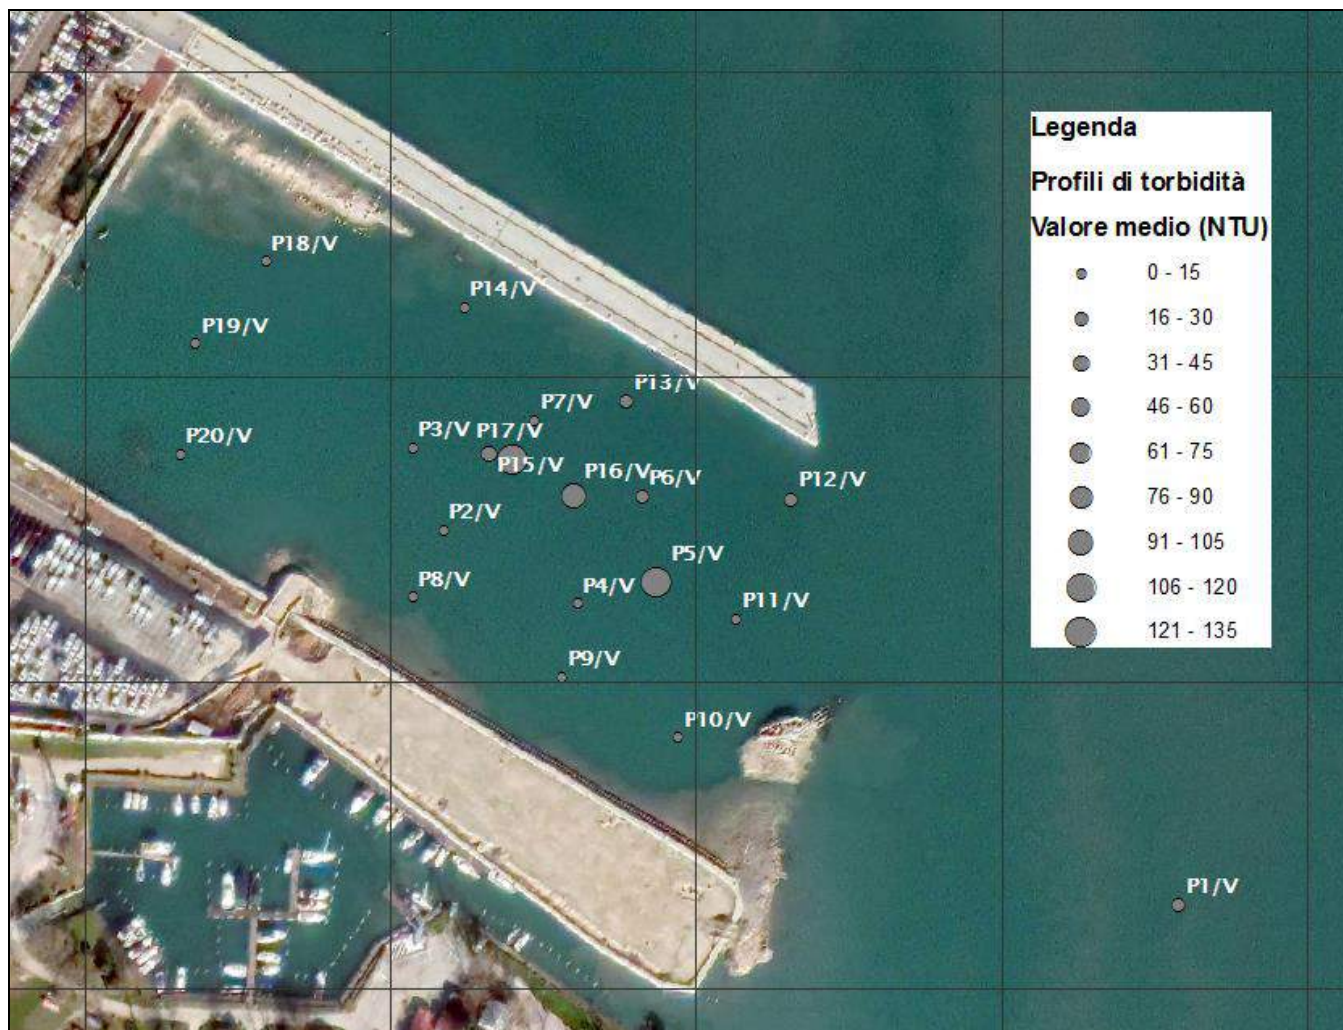 Legenda
Profili di torbidità
Valore medio (NTU)
0 - 15
16 - 30
31 - 45
46 - 60
61 - 75
76 - 90
91 - 105
106 - 120
121 - 135
P18/V
P14/V
P19/V
P13/V
P7/V
P3/V
P17/V
P20/V
P15/V
P16/V
P6/V
P12/V
P2/V
P5/V
P8/V
P4/V
P11/V
P9/V
P10/V
P1/V